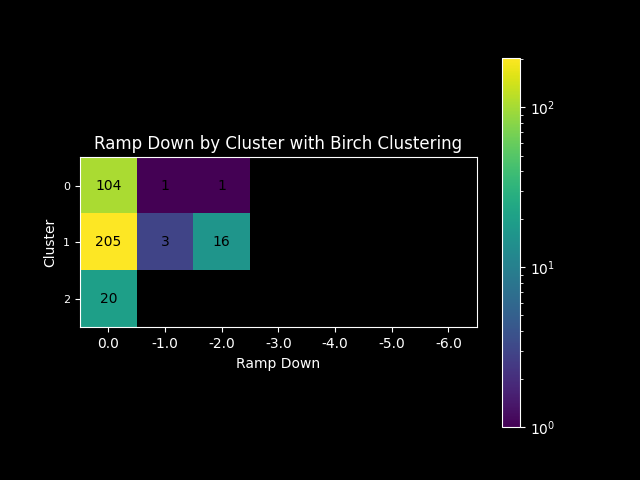 Ramp Down by Cluster with Birch Clustering
10²
0 104 1 1
Cluster
1 205 3 16
10¹
2 20
0.0 -1.0 -2.0 -3.0 -4.0 -5.0 -6.0
Ramp Down
10⁰